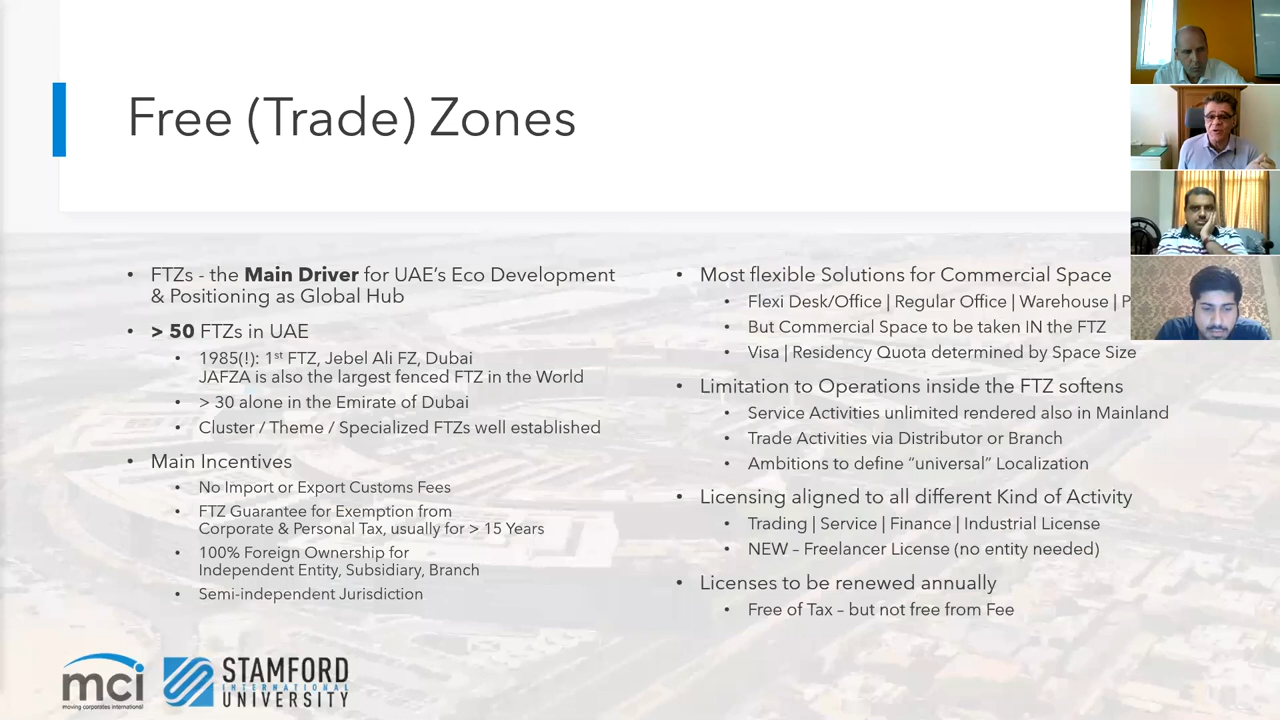 Free (Trade) Zones
• FTZs - the Main Driver for UAE's Eco Development
& Positioning as Global Hub
• > 50 FTZs in UAE
• 1985(!): 1st FTZ, Jebel Ali FZ, Dubai
JAFZA is also the largest fenced FTZ in the World
• > 30 alone in the Emirate of Dubai
• Cluster / Theme / Specialized FTZs well established
• Main Incentives
• No Import or Export Customs Fees
• FTZ Guarantee for Exemption from
Corporate & Personal Tax, usually for > 15 Years
• 100% Foreign Ownership for
Independent Entity, Subsidiary, Branch
• Semi-independent Jurisdiction
• Most flexible Solutions for Commercial Space
• Flexi Desk/Office | Regular Office | Warehouse | P
• But Commercial Space to be taken IN the FTZ
• Visa | Residency Quota determined by Space Size
• Limitation to Operations inside the FTZ softens
• Service Activities unlimited rendered also in Mainland
• Trade Activities via Distributor or Branch
• Ambitions to define “universal” Localization
• Licensing aligned to all different Kind of Activity
• Trading | Service | Finance | Industrial License
• NEW – Freelancer License (no entity needed)
• Licenses to be renewed annually
• Free of Tax – but not free from Fee
mci
moving corporates international
STAMFORD
INTERNATIONAL
UNIVERSITY